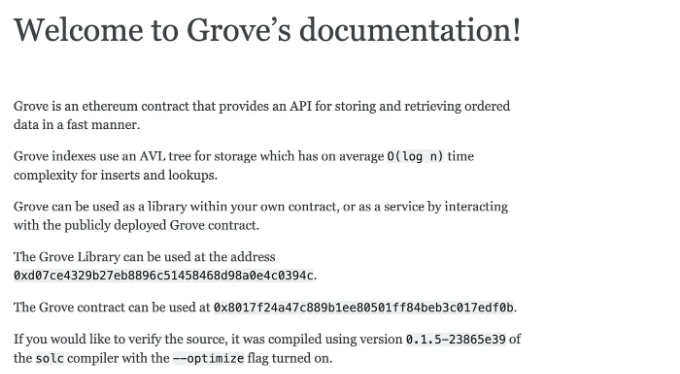 Welcome to Grove's documentation!
Grove is an ethereum contract that provides an API for storing and retrieving ordered
data in a fast manner.
Grove indexes use an AVL tree for storage which has on average O(log n) time
complexity for inserts and lookups.
Grove can be used as a library within your own contract, or as a service by interacting
with the publicly deployed Grove contract.
The Grove Library can be used at the address
0xd07ce4329b27eb8896c51458468d98a0e4c0394c.
The Grove contract can be used at 0x8017f24a47c889b1ee80501ff84beb3c017edf0b.
If you would like to verify the source, it was compiled using version 0.1.5-23865e39 of
the solc compiler with the --optimize flag turned on.